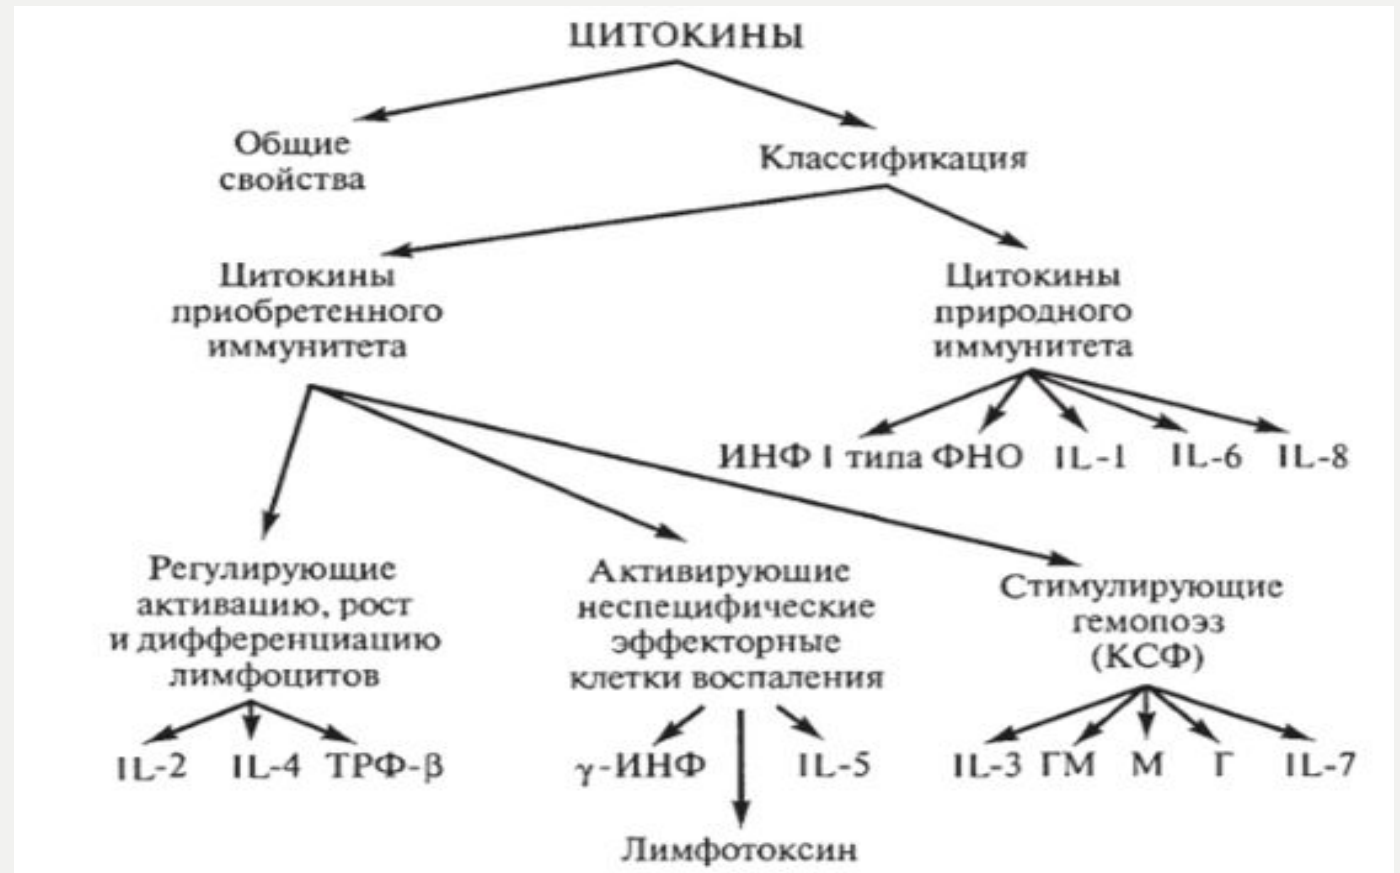 ЦИТОКИНЫ
Общие
свойства
Классификация
Цитокины
приобретенного
иммунитета
Цитокины
природного
иммунитета
ИНФ I типа ФНО IL-1 IL-6 IL-8
Регулирующие
активацию, рост
и дифференциацию
лимфоцитов
Активирующие
неспецифические
эффекторные
клетки воспаления
Стимулирующие
гемопоэз
(КСФ)
IL-2 IL-4 ТРФ-β
γ-ИНФ IL-5
IL-3 ГМ М Г IL-7
Лимфотоксин